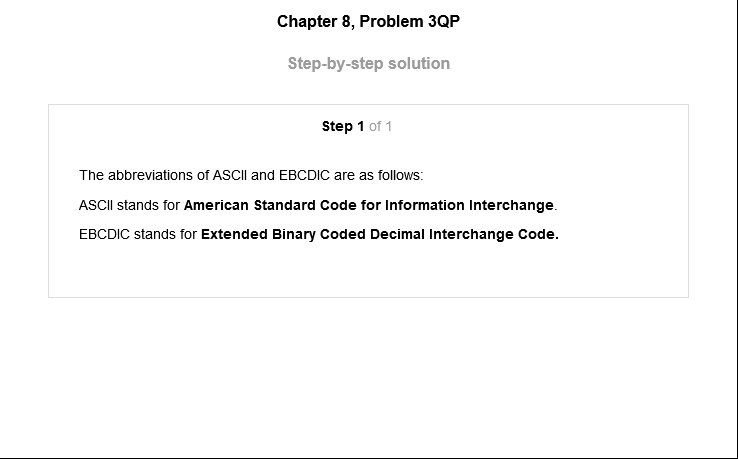 Chapter 8, Problem 3QP
Step-by-step solution
Step 1 of 1
The abbreviations of ASCII and EBCDIC are as follows:
ASCII stands for American Standard Code for Information Interchange.
EBCDIC stands for Extended Binary Coded Decimal Interchange Code.